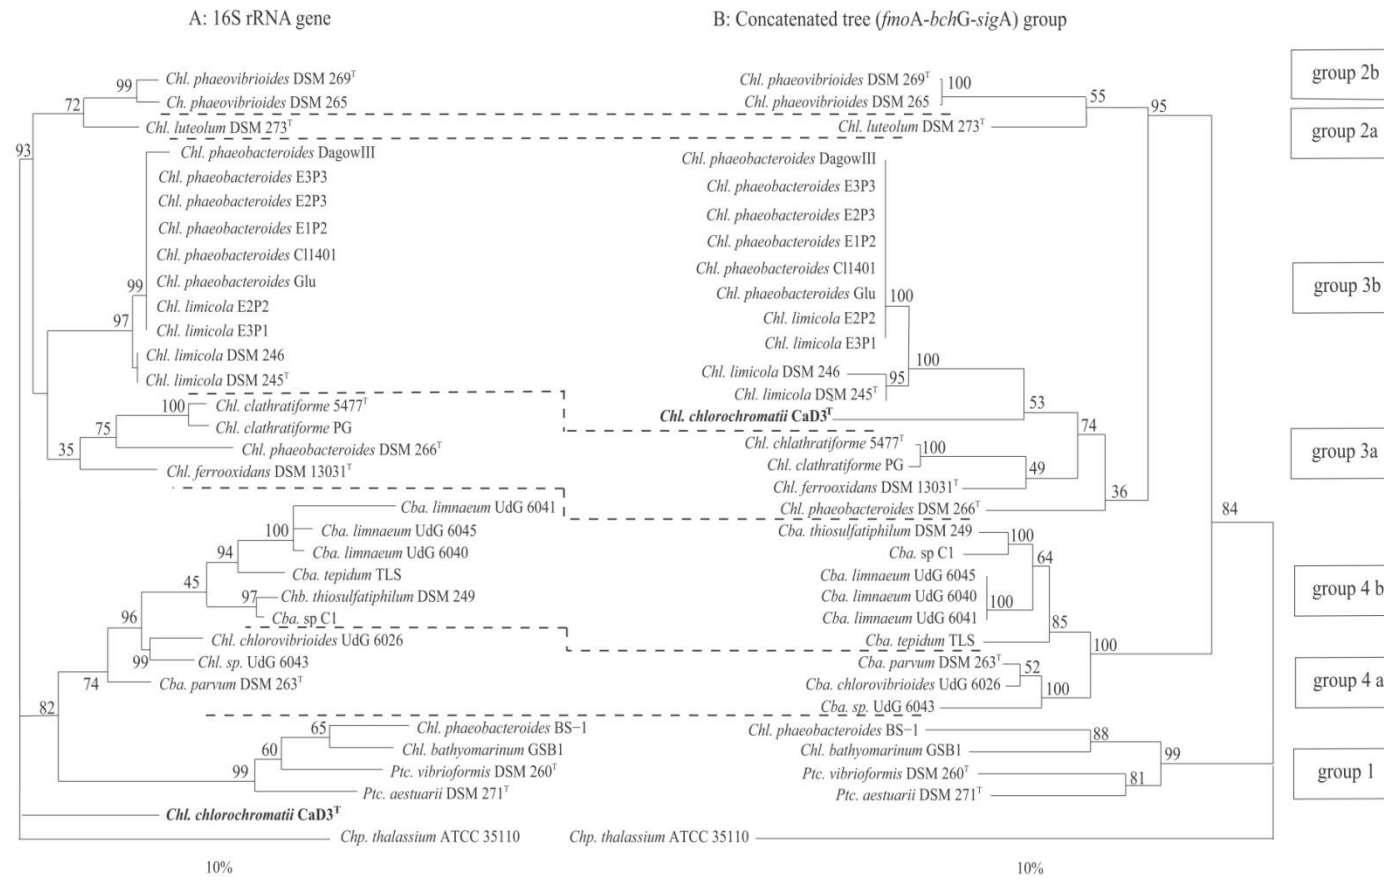 A: 16S rRNA gene
99
Chl. phaeovibrioides DSM 269ᵀ
72
Ch. phaeovibrioides DSM 265
Chl. luteolum DSM 273ᵀ
93
Chl. phaeobacteroides DagowIII
Chl. phaeobacteroides E3P3
Chl. phaeobacteroides E2P3
Chl. phaeobacteroides E1P2
Chl. phaeobacteroides Cl1401
99
Chl. phaeobacteroides Glu
Chl. limicola E2P2
97
Chl. limicola E3P1
Chl. limicola DSM 246
Chl. limicola DSM 245ᵀ
100
Chl. clathratiforme 5477ᵀ
75
Chl. clathratiforme PG
Chl. phaeobacteroides DSM 266ᵀ
35
Chl. ferrooxidans DSM 13031ᵀ
Cba. limnaeum UdG 6041
100
Cba. limnaeum UdG 6045
94
Cba. limnaeum UdG 6040
Cba. tepidum TLS
45
97
Chb. thiosulfatiphilum DSM 249
96
Cba. sp C1
Chl. chlorovibrioides UdG 6026
99
Chl. sp. UdG 6043
74
Cba. parvum DSM 263ᵀ
82
65
Chl. phaeobacteroides BS−1
60
Chl. bathyomarinum GSB1
99
Ptc. vibrioformis DSM 260ᵀ
Ptc. aestuarii DSM 271ᵀ
Chl. chlorochromatii CaD3ᵀ
Chp. thalassium ATCC 35110
10%
B: Concatenated tree (fmoA-bchG-sigA) group
Chl. phaeovibrioides DSM 269ᵀ
100
Chl. phaeovibrioides DSM 265
55
95
Chl. luteolum DSM 273ᵀ
Chl. phaeobacteroides DagowIII
Chl. phaeobacteroides E3P3
Chl. phaeobacteroides E2P3
Chl. phaeobacteroides E1P2
Chl. phaeobacteroides Cl1401
Chl. phaeobacteroides Glu
100
Chl. limicola E2P2
Chl. limicola E3P1
100
Chl. limicola DSM 246
95
Chl. limicola DSM 245ᵀ
53
Chl. chlorochromatii CaD3ᵀ
74
Chl. chlathratiforme 5477ᵀ
100
Chl. clathratiforme PG
49
Chl. ferrooxidans DSM 13031ᵀ
36
Chl. phaeobacteroides DSM 266ᵀ
84
Cba. thiosulfatiphilum DSM 249
100
Cba. sp C1
64
Cba. limnaeum UdG 6045
Cba. limnaeum UdG 6040
100
Cba. limnaeum UdG 6041
85
Cba. tepidum TLS
100
Cba. parvum DSM 263ᵀ
52
Cba. chlorovibrioides UdG 6026
100
Cba. sp. UdG 6043
Chl. phaeobacteroides BS−1
88
Chl. bathyomarinum GSB1
99
Ptc. vibrioformis DSM 260ᵀ
81
Ptc. aestuarii DSM 271ᵀ
Chp. thalassium ATCC 35110
10%
group 2b
group 2a
group 3b
group 3a
group 4 b
group 4 a
group 1